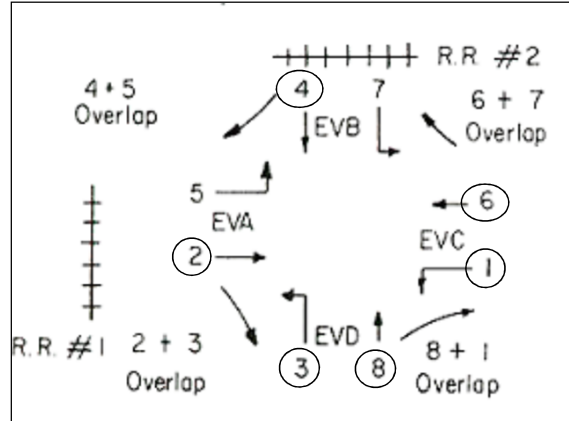 R.R. #2
4 + 5
Overlap
4
7
6 + 7
Overlap
EVB
5
6
EVA
EVC
2
1
R.R. #1
2 + 3
Overlap
EVD
3
8
8 + 1
Overlap